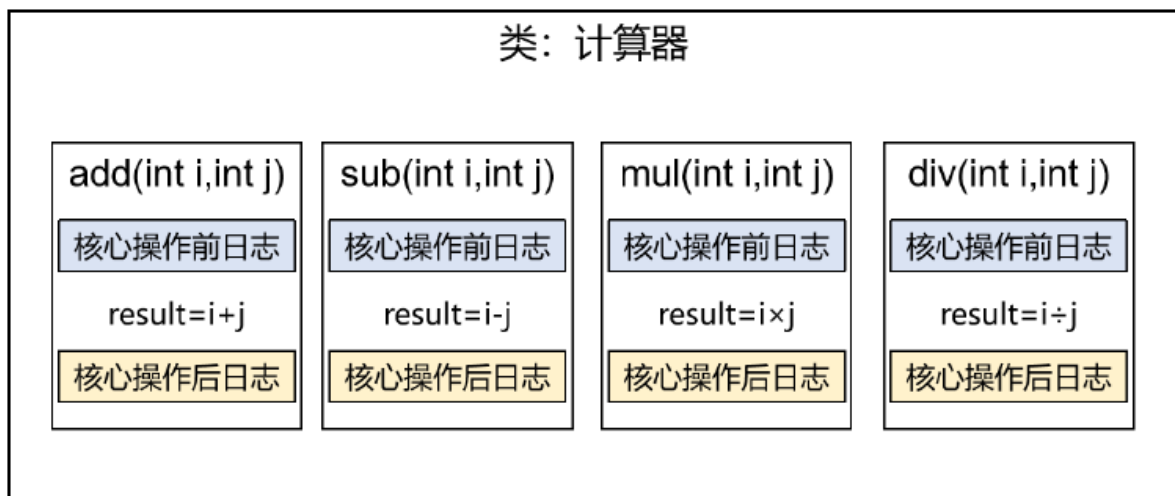 类：计算器
add(int i,int j)
核心操作前日志
result=i+j
核心操作后日志
sub(int i,int j)
核心操作前日志
result=i-j
核心操作后日志
mul(int i,int j)
核心操作前日志
result=i×j
核心操作后日志
div(int i,int j)
核心操作前日志
result=i÷j
核心操作后日志